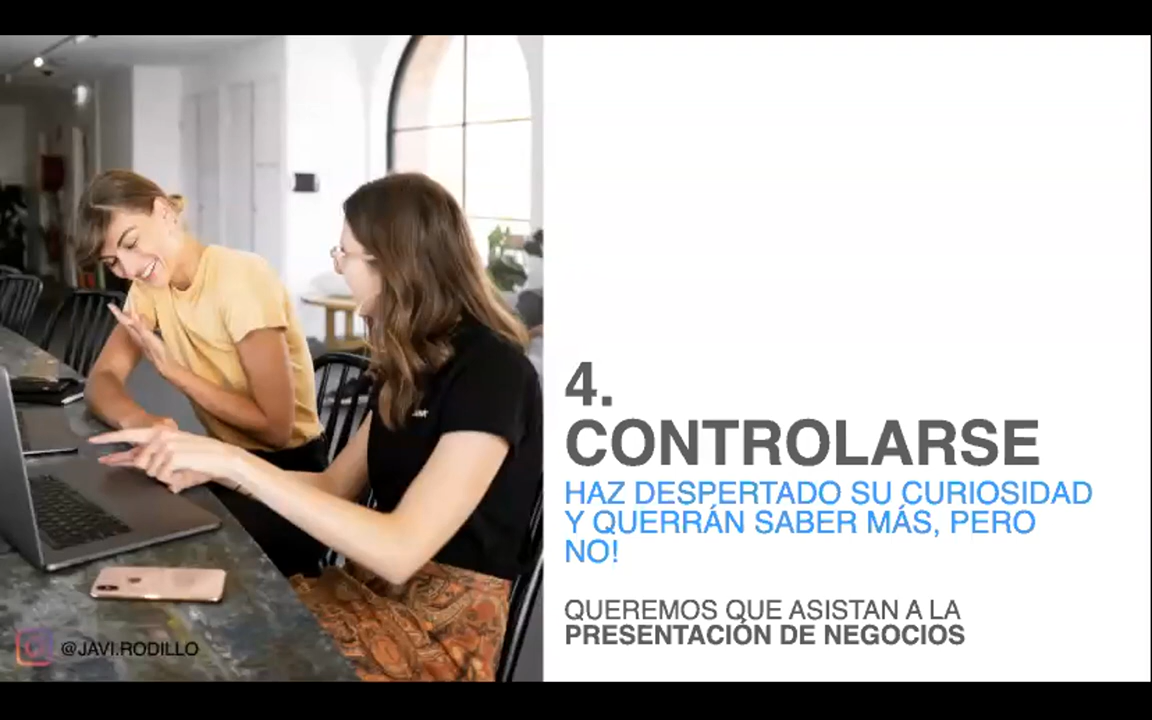 4.
CONTROLARSE
HAZ DESPERTADO SU CURIOSIDAD
Y QUERRÁN SABER MÁS, PERO
NO!
QUEREMOS QUE ASISTAN A LA
PRESENTACIÓN DE NEGOCIOS
@JAVI.RODILLO